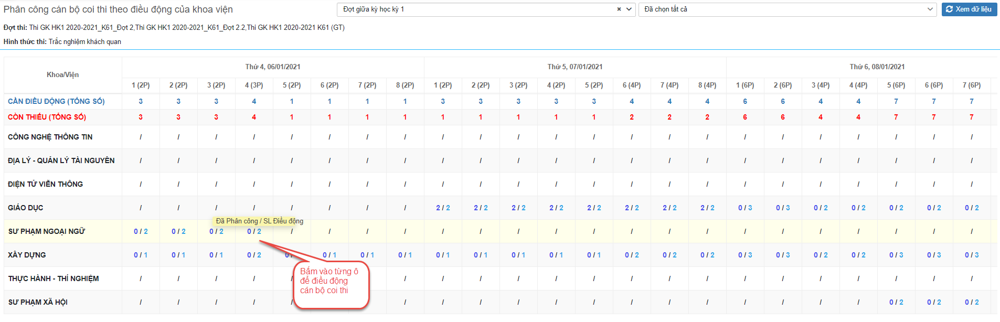 Phân công cán bộ coi thi theo điều động của khoa viện
Đợt giữa kỳ học kỳ 1
Đã chọn tất cả
Xem dữ liệu
Đợt thi: Thi GK HK1 2020-2021_K61_Đợt 2,Thi GK HK1 2020-2021_K61_Đợt 2.2,Thi GK HK1 2020-2021 K61 (GT)
Hình thức thi: Trắc nghiệm khách quan
Khoa/Viện Thứ 4, 06/01/2021 Thứ 5, 07/01/2021 Thứ 6, 08/01/2021
1 (2P) 2 (2P) 3 (2P) 4 (3P) 5 (2P) 6 (2P) 7 (2P) 8 (2P) 1 (2P) 2 (2P) 3 (2P) 4 (2P) 5 (2P) 6 (4P) 7 (4P) 8 (4P) 1 (6P) 2 (6P) 3 (4P) 4 (4P) 5 (6P) 6 (6P) 7 (6P)
CẦN ĐIỀU ĐỘNG (TỔNG SỐ) 3 3 3 4 1 1 1 1 3 3 3 3 3 4 4 4 6 6 4 4 7 7 7
CÒN THIẾU (TỔNG SỐ) 3 3 3 4 1 1 1 1 1 1 1 1 1 2 2 2 6 6 4 4 7 7 7
CÔNG NGHỆ THÔNG TIN / / / / / / / / / / / / / / / / / / / / / / /
ĐỊA LÝ - QUẢN LÝ TÀI NGUYÊN / / / / / / / / / / / / / / / / / / / / / / /
ĐIỆN TỬ VIỄN THÔNG / / / / / / / / / / / / / / / / / / / / / / /
GIÁO DỤC / / / / / / / / 2 / 2 2 / 2 2 / 2 2 / 2 2 / 2 2 / 2 2 / 2 2 / 2 0 / 3 0 / 3 0 / 2 0 / 2 0 / 2 0 / 2 0 / 2
Đã Phân công / SL Điều động
SƯ PHẠM NGOẠI NGỮ 0 / 2 0 / 2 0 / 2 0 / 2 / / / / / / / / / / / / / / / / / / /
XÂY DỰNG 0 / 1 0 / 1 0 / 1 0 / 2 0 / 0 / 1 0 / 1 0 / 1 0 / 1 0 / 1 0 / 1 0 / 1 0 / 1 0 / 2 0 / 2 0 / 2 0 / 3 0 / 3 0 / 2 0 / 2 0 / 3 0 / 3 0 / 3
Bấm vào từng ô
để điều động
cán bộ coi thi
THỰC HÀNH - THÍ NGHIỆM / / / / / / / / / / / / / / / / / / / / /
SƯ PHẠM XÃ HỘI / / / / / / / / / / / / / / / / / / 0 / 2 0 / 2 0 / 2